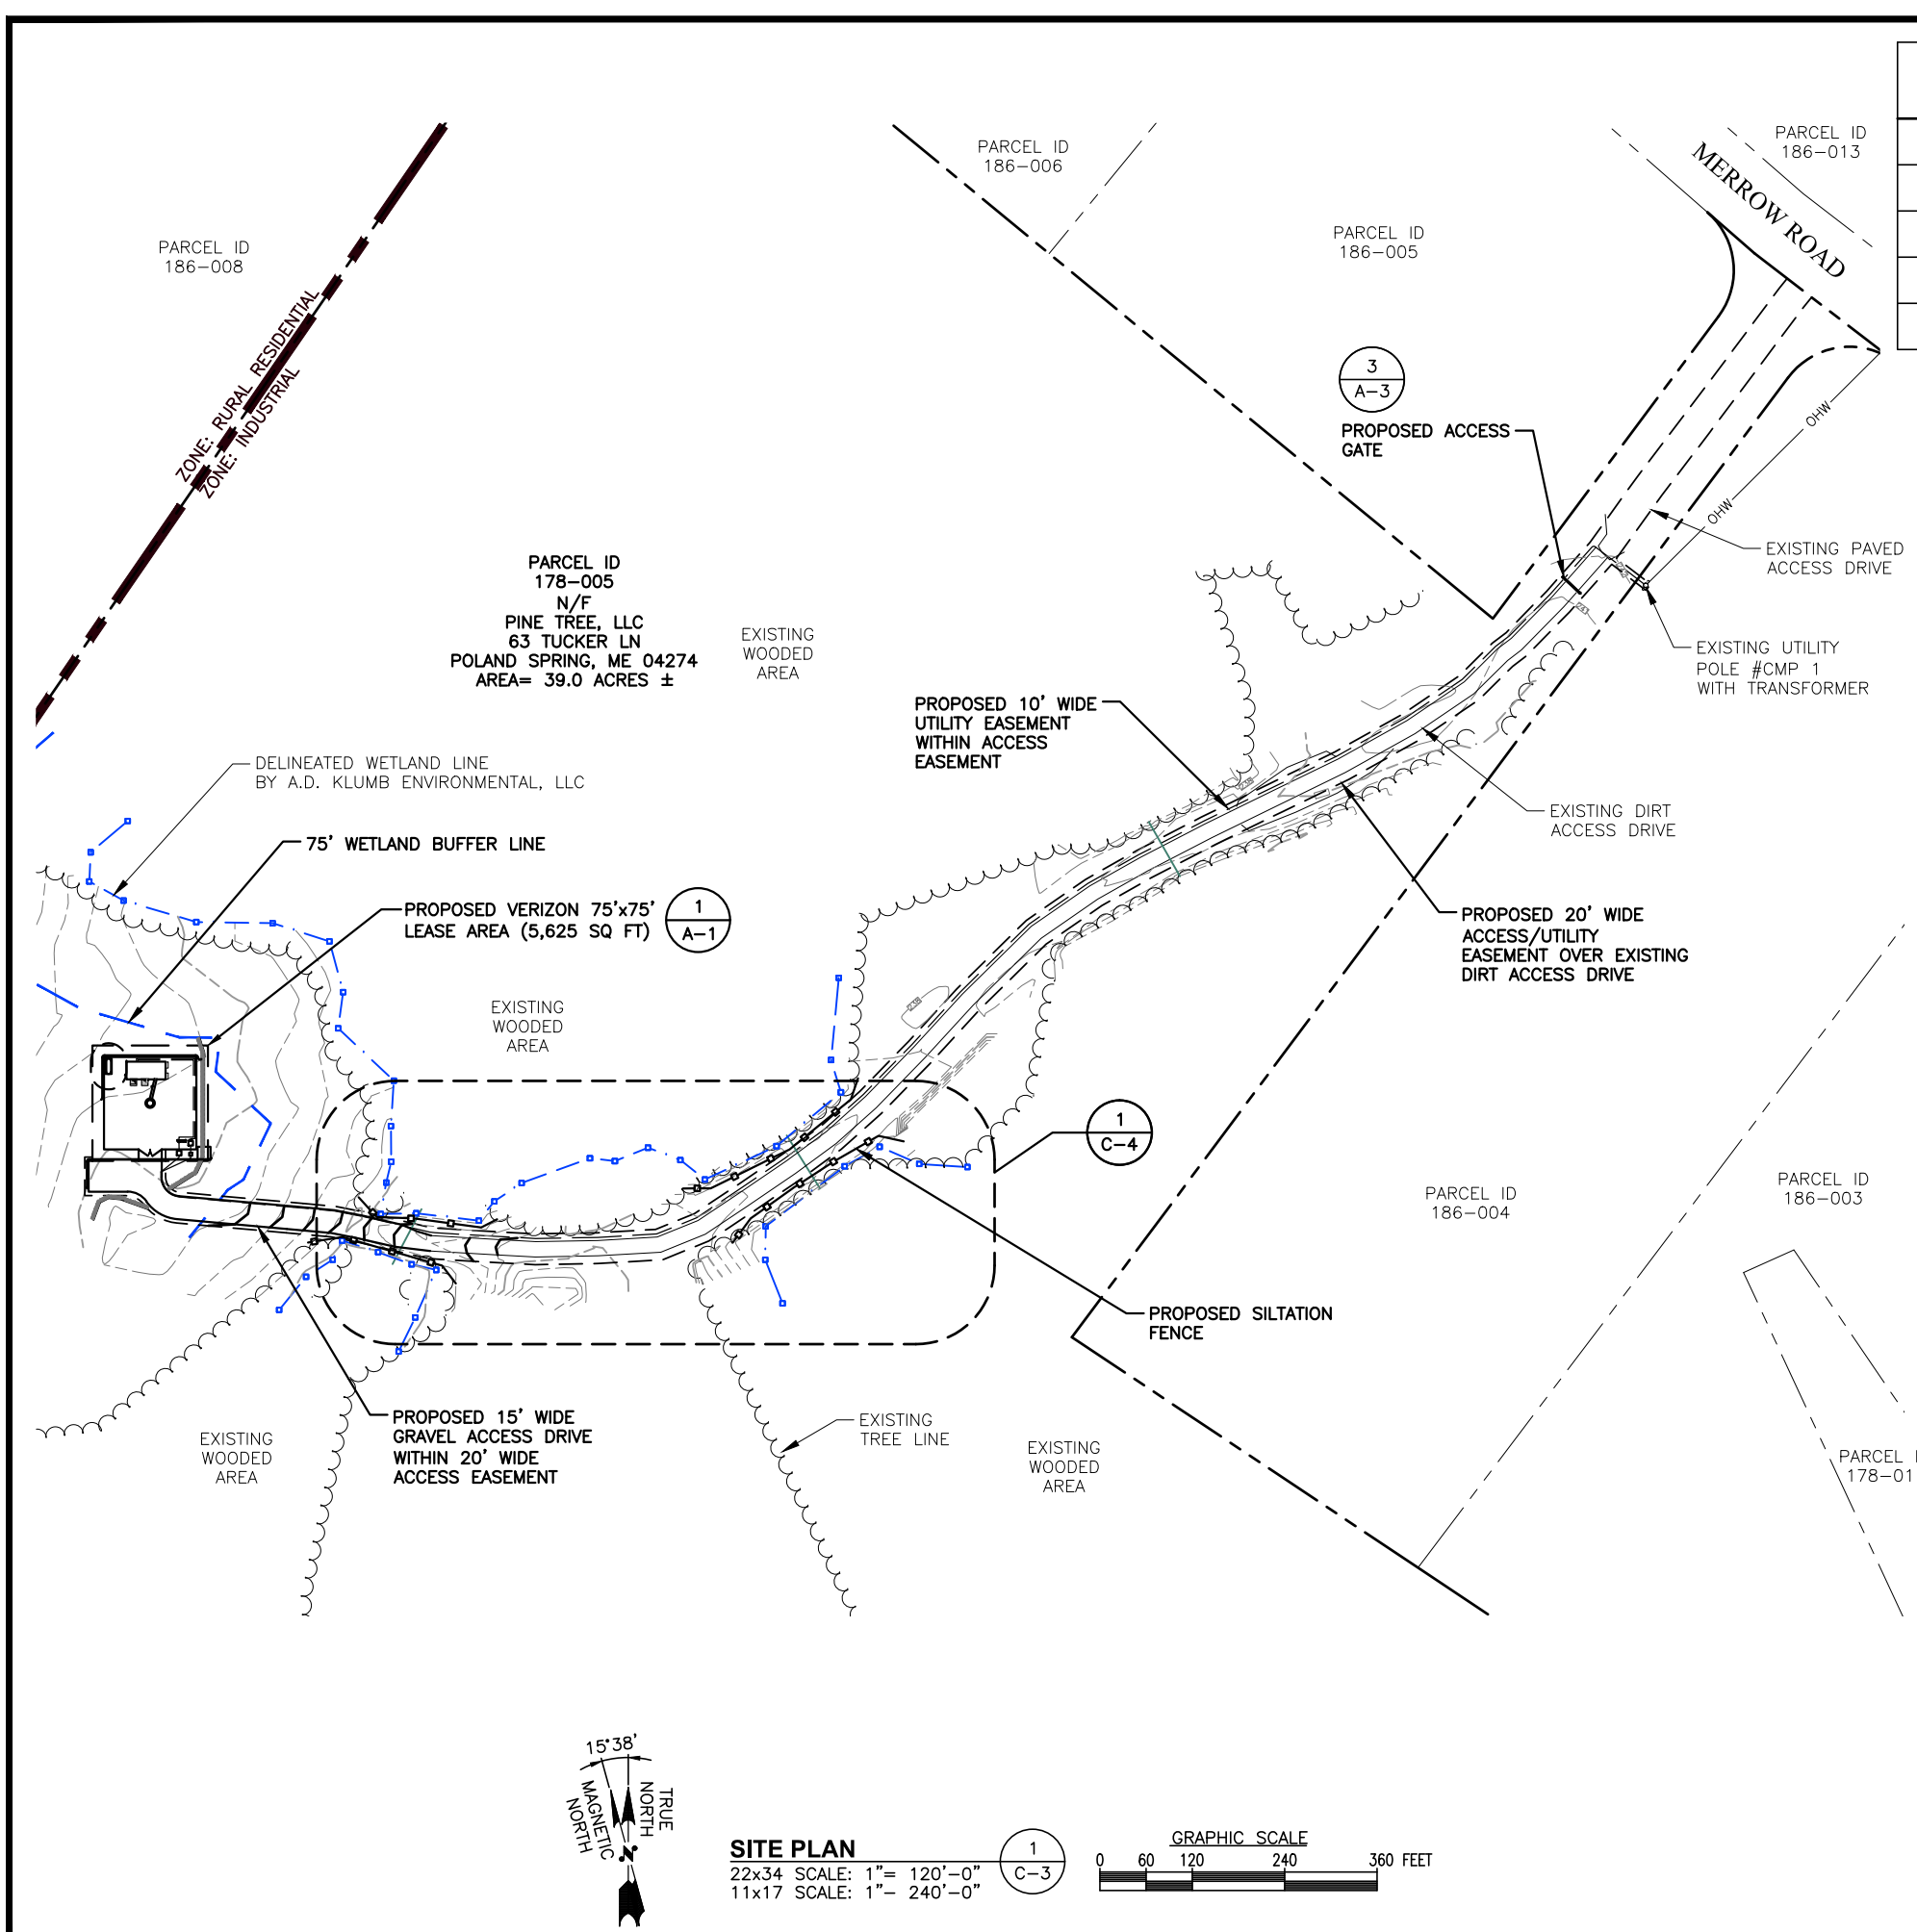 PARCEL ID
186-006
PARCEL ID
186-013
MERROW ROAD
PARCEL ID
186-005
PARCEL ID
186-008
ZONE: RURAL RESIDENTIAL
ZONE: INDUSTRIAL
3
A-3
PROPOSED ACCESS
GATE
OHW
OHW
EXISTING PAVED
ACCESS DRIVE
PARCEL ID
178-005
N/F
PINE TREE, LLC
63 TUCKER LN
POLAND SPRING, ME 04274
AREA= 39.0 ACRES ±
EXISTING
WOODED
AREA
EXISTING UTILITY
POLE #CMP 1
WITH TRANSFORMER
PROPOSED 10' WIDE
UTILITY EASEMENT
WITHIN ACCESS
EASEMENT
DELINEATED WETLAND LINE
BY A.D. KLUMB ENVIRONMENTAL, LLC
EXISTING DIRT
ACCESS DRIVE
75' WETLAND BUFFER LINE
PROPOSED VERIZON 75'x75'
LEASE AREA (5,625 SQ FT)
1
A-1
PROPOSED 20' WIDE
ACCESS/UTILITY
EASEMENT OVER EXISTING
DIRT ACCESS DRIVE
EXISTING
WOODED
AREA
1
C-4
PARCEL ID
186-004
PARCEL ID
186-003
PROPOSED SILTATION
FENCE
PROPOSED 15' WIDE
GRAVEL ACCESS DRIVE
WITHIN 20' WIDE
ACCESS EASEMENT
EXISTING
WOODED
AREA
EXISTING
TREE LINE
EXISTING
WOODED
AREA
PARCEL I
178-01
15°38'
MAGNETIC
NORTH
TRUE
NORTH
N
SITE PLAN
22x34 SCALE: 1"= 120'-0"
11x17 SCALE: 1"- 240'-0"
1
C-3
GRAPHIC SCALE
0 60 120 240 360 FEET